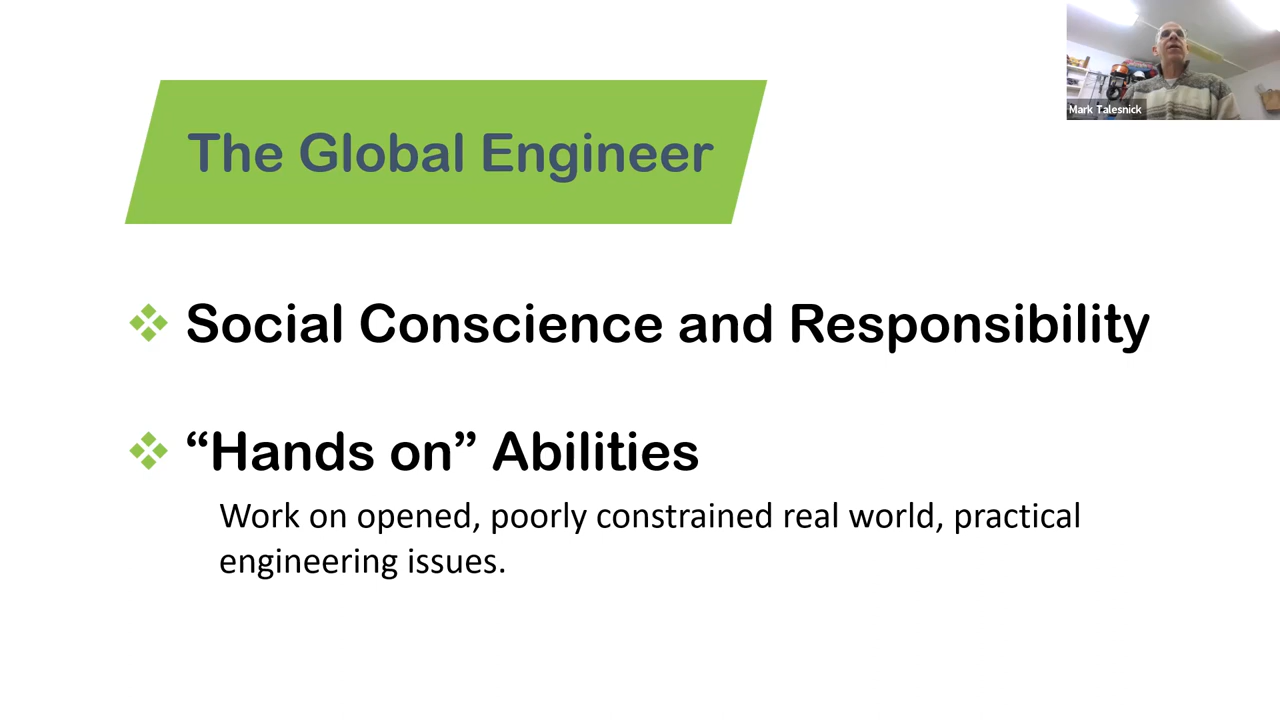 Mark Talesnick
The Global Engineer
Social Conscience and Responsibility
“Hands on” Abilities
Work on opened, poorly constrained real world, practical
engineering issues.